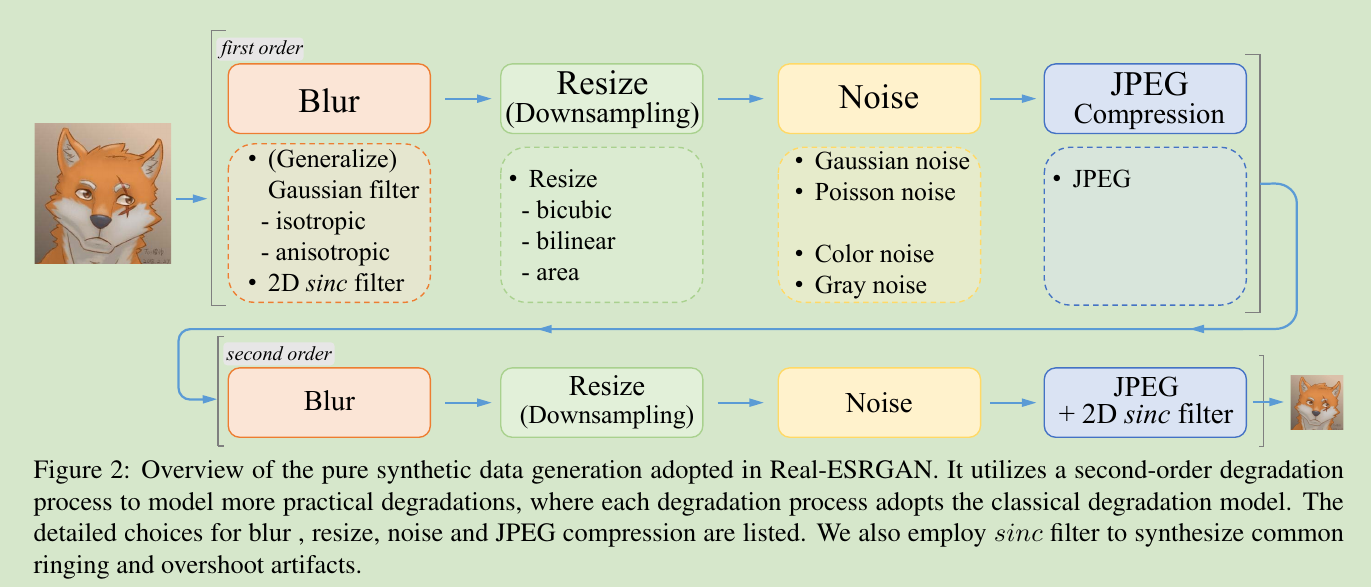 first order
Blur
Resize
(Downsampling)
Noise
JPEG
Compression
• (Generalize)
Gaussian filter
- isotropic
- anisotropic
• 2D sinc filter
• Resize
- bicubic
- bilinear
- area
• Gaussian noise
• Poisson noise
• Color noise
• Gray noise
• JPEG
second order
Blur
Resize
(Downsampling)
Noise
JPEG
+ 2D sinc filter
Figure 2: Overview of the pure synthetic data generation adopted in Real-ESRGAN. It utilizes a second-order degradation
process to model more practical degradations, where each degradation process adopts the classical degradation model. The
detailed choices for blur , resize, noise and JPEG compression are listed. We also employ sinc filter to synthesize common
ringing and overshoot artifacts.